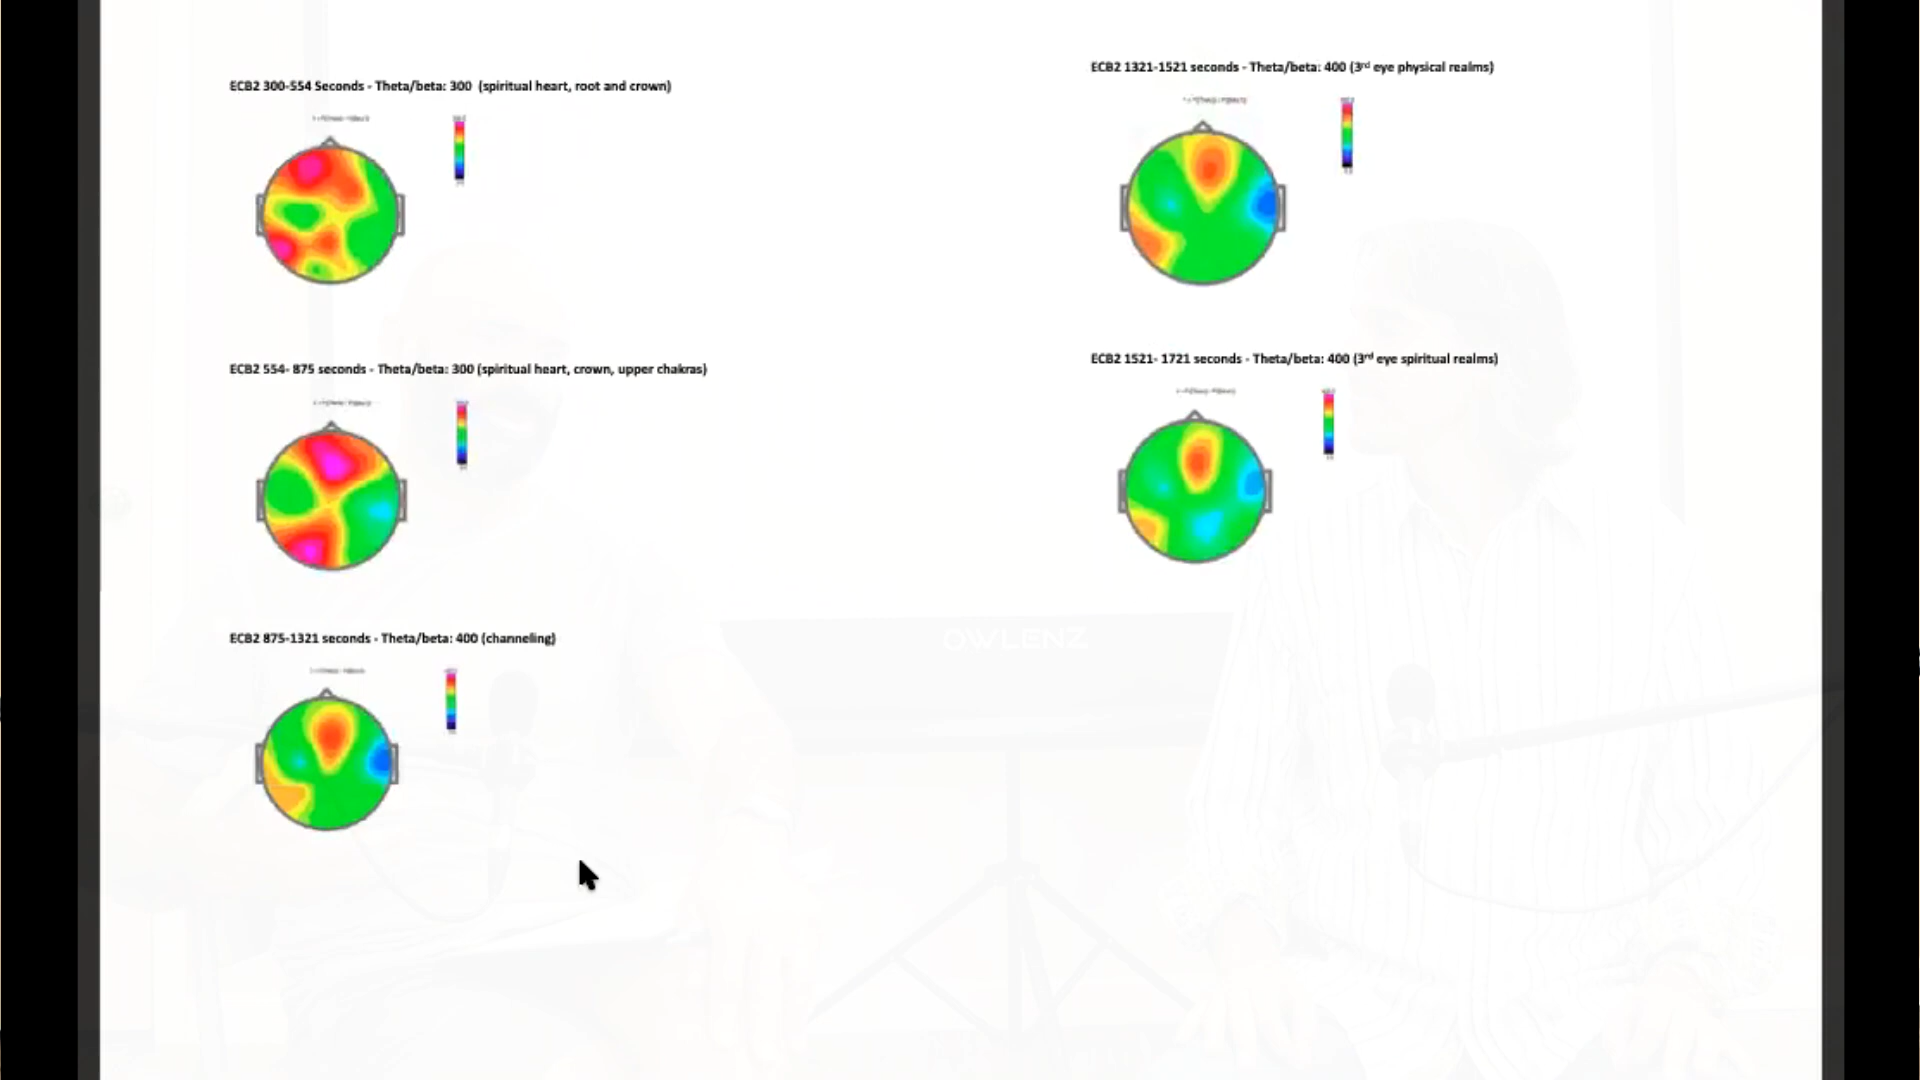 ECB2 300-554 Seconds - Theta/beta: 300 (spiritual heart, root and crown)
ECB2 554- 875 seconds - Theta/beta: 300 (spiritual heart, crown, upper chakras)
ECB2 875-1321 seconds - Theta/beta: 400 (channeling)
ECB2 1321-1521 seconds - Theta/beta: 400 (3rd eye physical realms)
ECB2 1521- 1721 seconds - Theta/beta: 400 (3rd eye spiritual realms)
OWLENZ